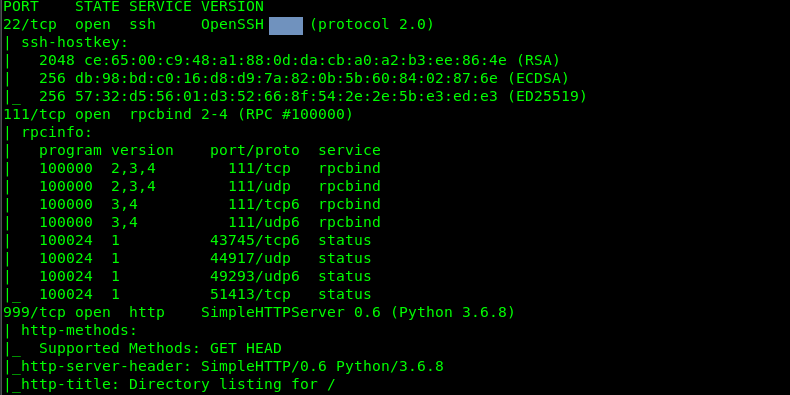 PORT    STATE SERVICE VERSION
22/tcp  open  ssh     OpenSSH     (protocol 2.0)
| ssh-hostkey:
|   2048 ce:65:00:c9:48:a1:88:0d:da:cb:a0:a2:b3:ee:86:4e (RSA)
|   256 db:98:bd:c0:16:d8:d9:7a:82:0b:5b:60:84:02:87:6e (ECDSA)
|_  256 57:32:d5:56:01:d3:52:66:8f:54:2e:2e:5b:e3:ed:e3 (ED25519)
111/tcp open  rpcbind 2-4 (RPC #100000)
| rpcinfo:
|   program version    port/proto  service
|   100000  2,3,4        111/tcp   rpcbind
|   100000  2,3,4        111/udp   rpcbind
|   100000  3,4          111/tcp6  rpcbind
|   100000  3,4          111/udp6  rpcbind
|   100024  1          43745/tcp6  status
|   100024  1          44917/udp   status
|   100024  1          49293/udp6  status
|_  100024  1          51413/tcp   status
999/tcp open  http    SimpleHTTPServer 0.6 (Python 3.6.8)
| http-methods:
|_  Supported Methods: GET HEAD
|_http-server-header: SimpleHTTP/0.6 Python/3.6.8
|_http-title: Directory listing for /